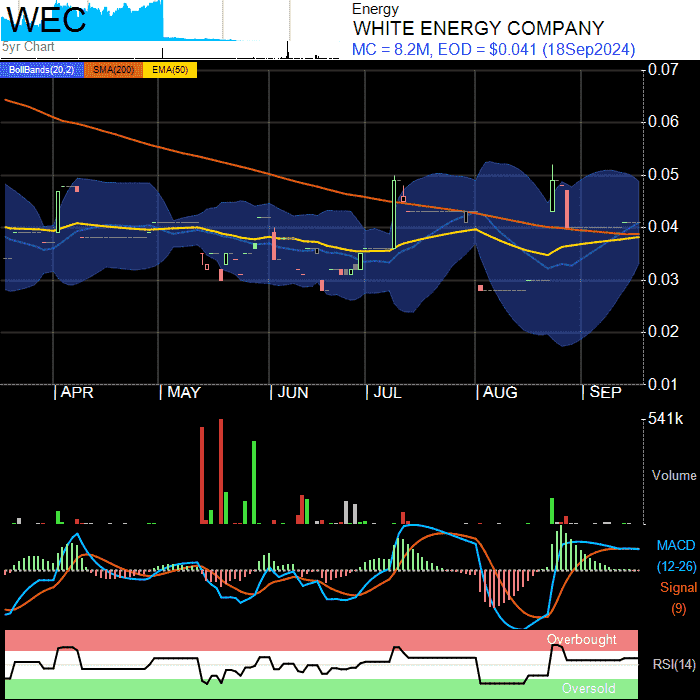 WEC
5yr Chart
Energy
WHITE ENERGY COMPANY
MC = 8.2M, EOD = $0.041 (18Sep2024)
BollBands(20,2) SMA(200) EMA(50)
0.07
0.06
0.05
0.04
0.03
0.02
0.01
APR MAY JUN JUL AUG SEP
541k
Volume
MACD
(12-26)
Signal
(9)
Overbought
RSI(14)
Oversold